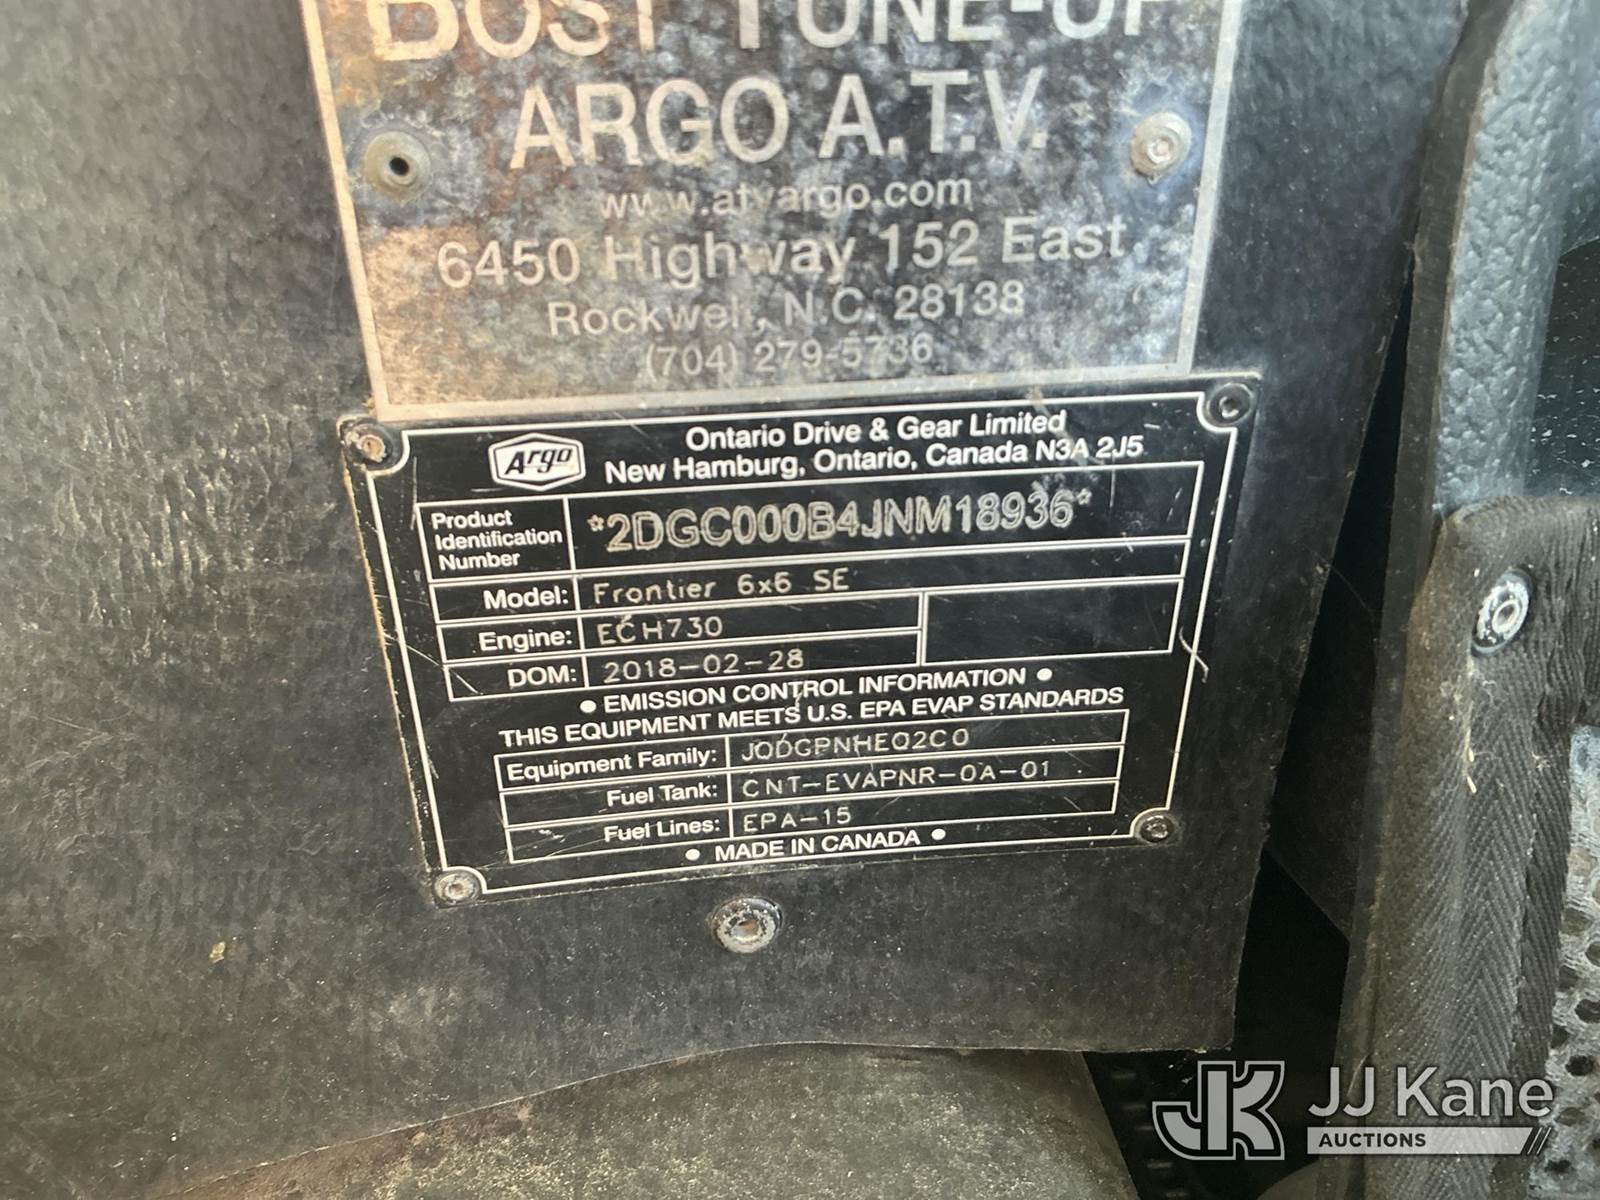 BOST TUNE-UP
ARGO A.T.V.
www.atvargo.com
6450 Highway 152 East
Rockwell, N.C. 28138
(704) 279-5736
Argo
Ontario Drive & Gear Limited
New Hamburg, Ontario, Canada N3A 2J5
Product Identification Number
*2DGC000B4JNM18936*
Model: Frontier 6x6 SE
Engine: ECH730
DOM: 2018-02-28
• EMISSION CONTROL INFORMATION •
THIS EQUIPMENT MEETS U.S. EPA EVAP STANDARDS
Equipment Family: JODGPNHEQ2C0
Fuel Tank: CNT-EVAPNR-0A-01
Fuel Lines: EPA-15
• MADE IN CANADA •
JK JJ Kane
AUCTIONS